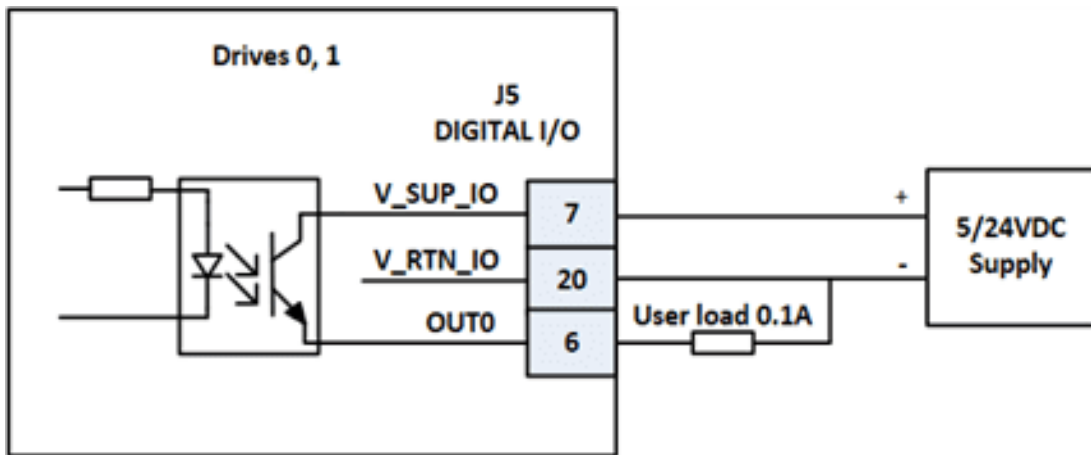 Drives 0, 1
J5
DIGITAL I/O
V_SUP_IO
7
+
5/24VDC
Supply
V_RTN_IO
20
-
OUT0
6
User load 0.1A